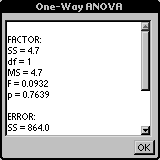 One-Way ANOVA
FACTOR:
SS = 4.7
df = 1
MS = 4.7
F = 0.0932
p = 0.7639
ERROR:
SS = 864.0
OK